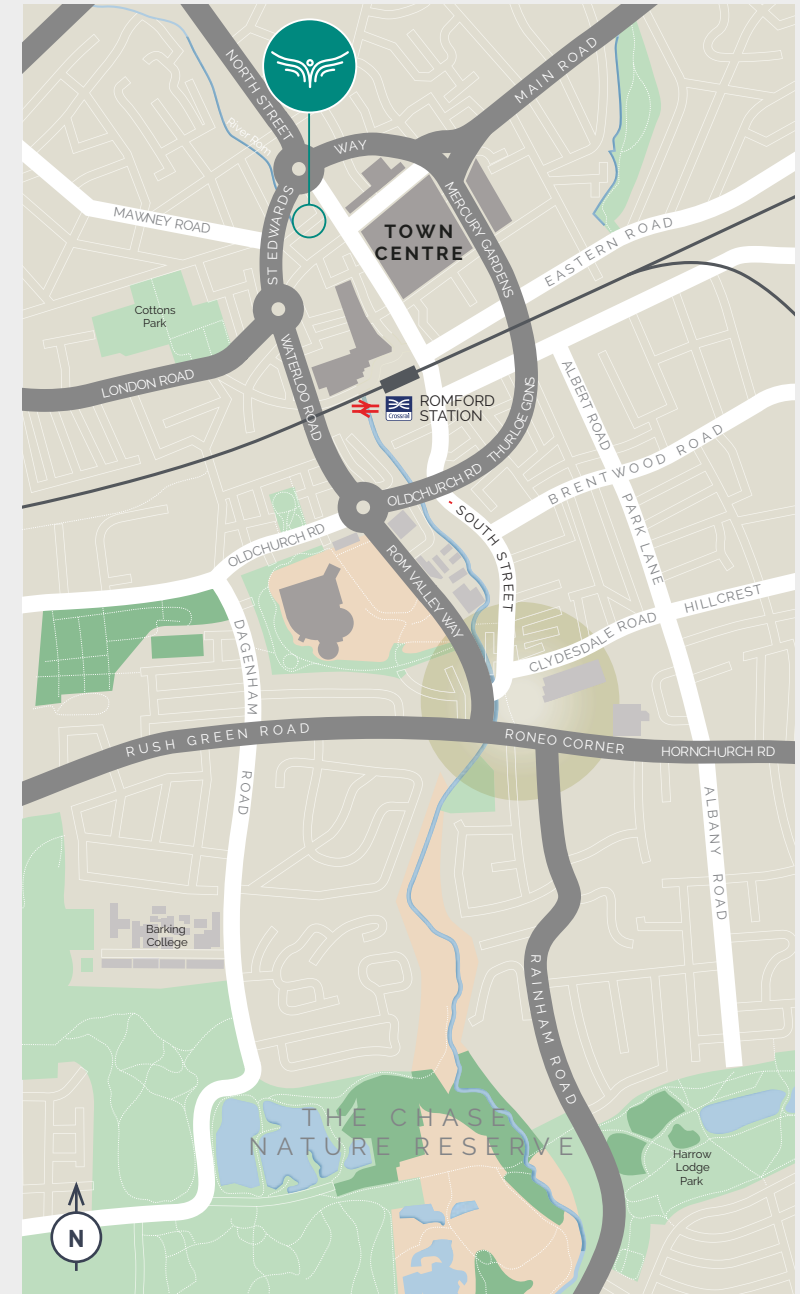 NORTH STREET
MAIN ROAD
River Rom
WAY
MERCURY GARDENS
MAWNEY ROAD
ST EDWARDS
TOWN
CENTRE
EASTERN ROAD
Cottons
Park
WATERLOO ROAD
LONDON ROAD
ALBERT ROAD
Crossrail
ROMFORD
STATION
THURLOE GDNS
BRENTWOOD ROAD
OLDCHURCH RD
SOUTH STREET
PARK LANE
OLDCHURCH RD
ROM VALLEY WAY
HILLCREST
DAGENHAM
CLYDESDALE ROAD
RUSH GREEN ROAD
RONEO CORNER
HORNCHURCH RD
ROAD
ALBANY ROAD
Barking
College
RAINHAM ROAD
THE CHASE
NATURE RESERVE
Harrow
Lodge
Park
N